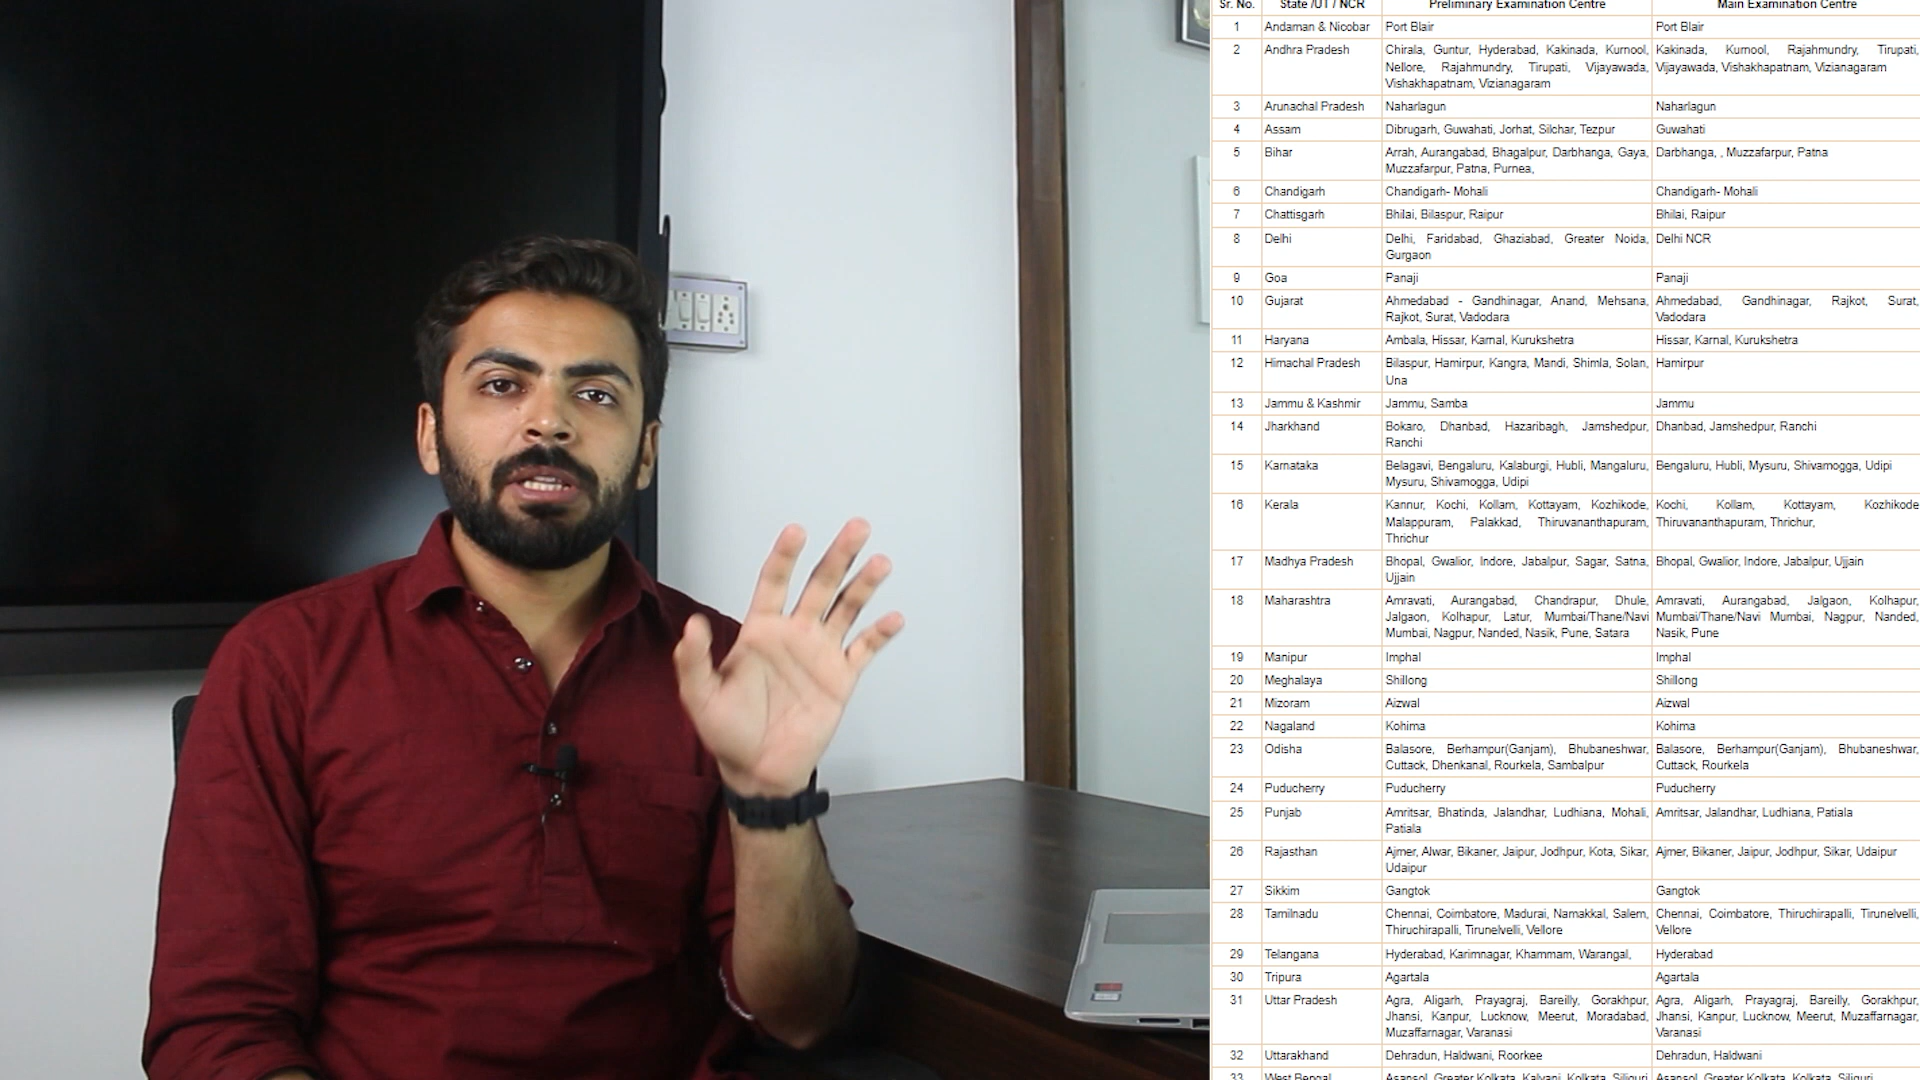 Sr. No. State /UT / NCR Preliminary Examination Centre Main Examination Centre
1 Andaman & Nicobar Port Blair Port Blair
2 Andhra Pradesh Chirala, Guntur, Hyderabad, Kakinada, Kurnool, Kakinada, Kurnool, Rajahmundry, Tirupati,
Nellore, Rajahmundry, Tirupati, Vijayawada, Vijayawada, Vishakhapatnam, Vizianagaram
Vishakhapatnam, Vizianagaram
3 Arunachal Pradesh Naharlagun Naharlagun
4 Assam Dibrugarh, Guwahati, Jorhat, Silchar, Tezpur Guwahati
5 Bihar Arrah, Aurangabad, Bhagalpur, Darbhanga, Gaya, Darbhanga, , Muzzafarpur, Patna
Muzzafarpur, Patna, Purnea,
6 Chandigarh Chandigarh- Mohali Chandigarh- Mohali
7 Chattisgarh Bhilai, Bilaspur, Raipur Bhilai, Raipur
8 Delhi Delhi, Faridabad, Ghaziabad, Greater Noida, Delhi NCR
Gurgaon
9 Goa Panaji Panaji
10 Gujarat Ahmedabad - Gandhinagar, Anand, Mehsana, Ahmedabad, Gandhinagar, Rajkot, Surat,
Rajkot, Surat, Vadodara Vadodara
11 Haryana Ambala, Hissar, Karnal, Kurukshetra Hissar, Karnal, Kurukshetra
12 Himachal Pradesh Bilaspur, Hamirpur, Kangra, Mandi, Shimla, Solan, Hamirpur
Una
13 Jammu & Kashmir Jammu, Samba Jammu
14 Jharkhand Bokaro, Dhanbad, Hazaribagh, Jamshedpur, Dhanbad, Jamshedpur, Ranchi
Ranchi
15 Karnataka Belagavi, Bengaluru, Kalaburgi, Hubli, Mangaluru, Bengaluru, Hubli, Mysuru, Shivamogga, Udipi
Mysuru, Shivamogga, Udipi
16 Kerala Kannur, Kochi, Kollam, Kottayam, Kozhikode, Kochi, Kollam, Kottayam, Kozhikode
Malappuram, Palakkad, Thiruvananthapuram, Thiruvananthapuram, Thrichur,
Thrichur
17 Madhya Pradesh Bhopal, Gwalior, Indore, Jabalpur, Sagar, Satna, Bhopal, Gwalior, Indore, Jabalpur, Ujjain
Ujjain
18 Maharashtra Amravati, Aurangabad, Chandrapur, Dhule, Amravati, Aurangabad, Jalgaon, Kolhapur,
Jalgaon, Kolhapur, Latur, Mumbai/Thane/Navi Mumbai/Thane/Navi Mumbai, Nagpur, Nanded,
Mumbai, Nagpur, Nanded, Nasik, Pune, Satara Nasik, Pune
19 Manipur Imphal Imphal
20 Meghalaya Shillong Shillong
21 Mizoram Aizwal Aizwal
22 Nagaland Kohima Kohima
23 Odisha Balasore, Berhampur(Ganjam), Bhubaneshwar, Balasore, Berhampur(Ganjam), Bhubaneshwar,
Cuttack, Dhenkanal, Rourkela, Sambalpur Cuttack, Rourkela
24 Puducherry Puducherry Puducherry
25 Punjab Amritsar, Bhatinda, Jalandhar, Ludhiana, Mohali, Amritsar, Jalandhar, Ludhiana, Patiala
Patiala
26 Rajasthan Ajmer, Alwar, Bikaner, Jaipur, Jodhpur, Kota, Sikar, Ajmer, Bikaner, Jaipur, Jodhpur, Sikar, Udaipur
Udaipur
27 Sikkim Gangtok Gangtok
28 Tamilnadu Chennai, Coimbatore, Madurai, Namakkal, Salem, Chennai, Coimbatore, Thiruchirapalli, Tirunelvelli,
Thiruchirapalli, Tirunelvelli, Vellore Vellore
29 Telangana Hyderabad, Karimnagar, Khammam, Warangal, Hyderabad
30 Tripura Agartala Agartala
31 Uttar Pradesh Agra, Aligarh, Prayagraj, Bareilly, Gorakhpur, Agra, Aligarh, Prayagraj, Bareilly, Gorakhpur,
Jhansi, Kanpur, Lucknow, Meerut, Moradabad, Jhansi, Kanpur, Lucknow, Meerut, Muzaffarnagar,
Muzaffarnagar, Varanasi Varanasi
32 Uttarakhand Dehradun, Haldwani, Roorkee Dehradun, Haldwani
33 West Bengal Asansol, Greater Kolkata, Kalyani, Kolkata, Siliguri Asansol, Greater Kolkata, Kolkata, Siliguri